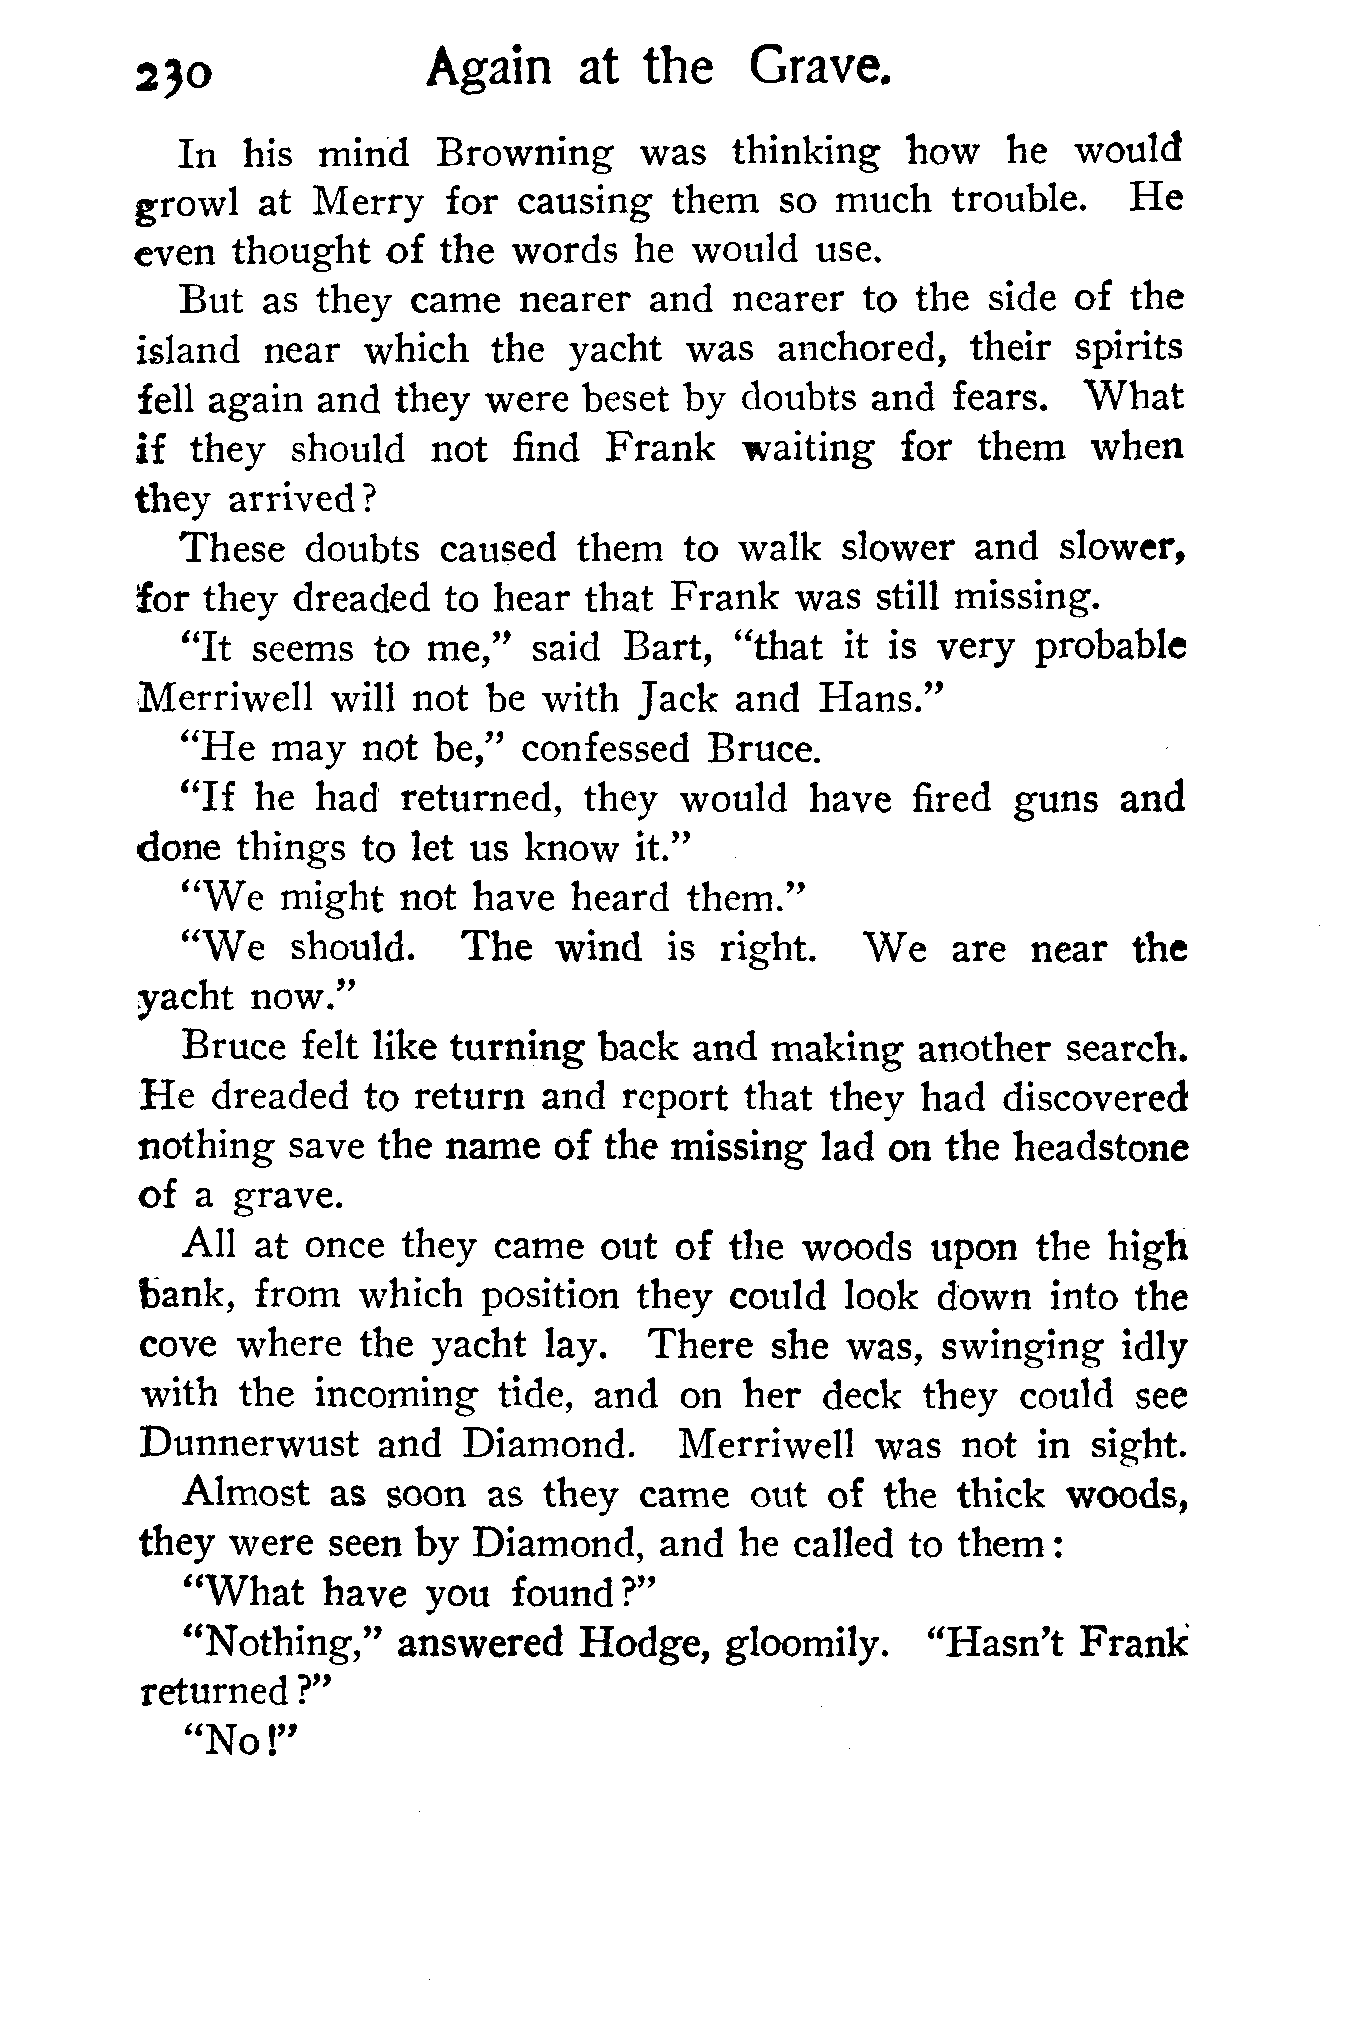 230 Again at the Grave.
In his mind Browning was thinking how he would
growl at Merry for causing them so much trouble. He
even thought of the words he would use.
But as they came nearer and nearer to the side of the
island near which the yacht was anchored, their spirits
fell again and they were beset by doubts and fears. What
if they should not find Frank waiting for them when
they arrived?
These doubts caused them to walk slower and slower,
for they dreaded to hear that Frank was still missing.
“It seems to me,” said Bart, “that it is very probable
Merriwell will not be with Jack and Hans.”
“He may not be,” confessed Bruce.
“If he had returned, they would have fired guns and
done things to let us know it.”
“We might not have heard them.”
“We should. The wind is right. We are near the
yacht now.”
Bruce felt like turning back and making another search.
He dreaded to return and report that they had discovered
nothing save the name of the missing lad on the headstone
of a grave.
All at once they came out of the woods upon the high
bank, from which position they could look down into the
cove where the yacht lay. There she was, swinging idly
with the incoming tide, and on her deck they could see
Dunnerwust and Diamond. Merriwell was not in sight.
Almost as soon as they came out of the thick woods,
they were seen by Diamond, and he called to them:
“What have you found?”
“Nothing,” answered Hodge, gloomily. “Hasn’t Frank
returned?”
“No!”